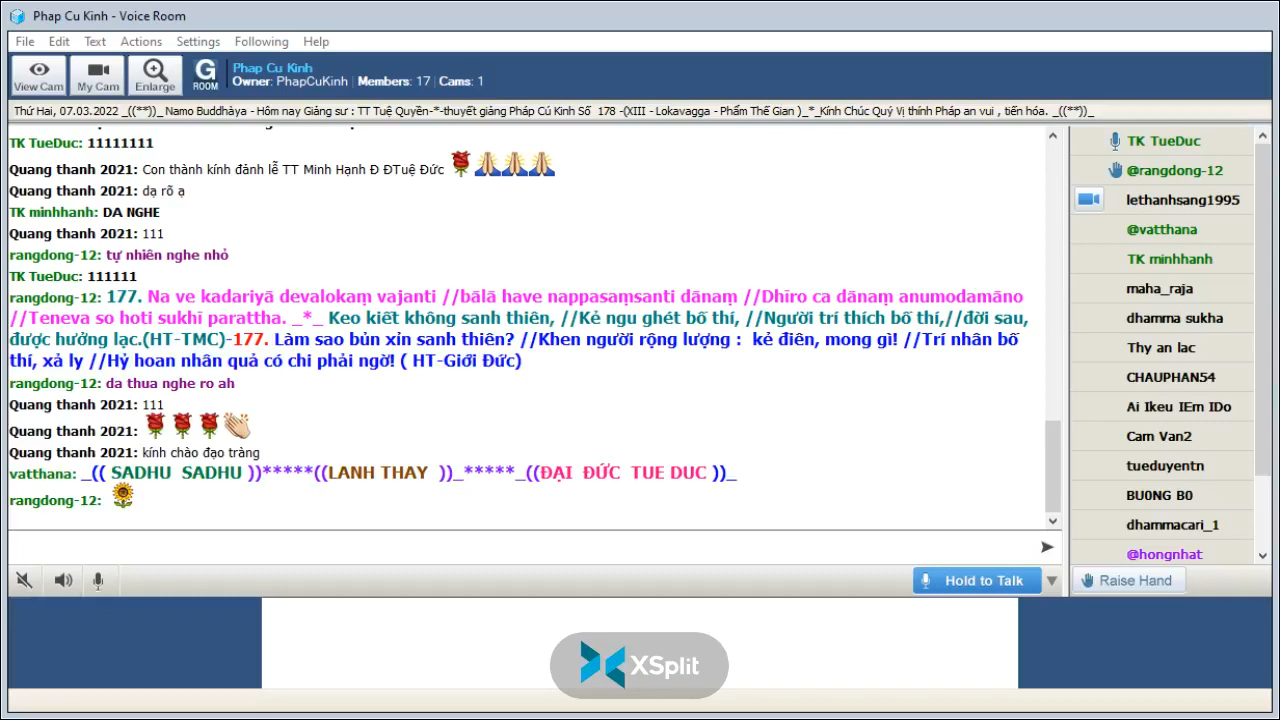 Phap Cu Kinh - Voice Room
File Edit Text Actions Settings Following Help
View Cam My Cam Enlarge G ROOM
Phap Cu Kinh
Owner: PhapCuKinh | Members: 17 | Cams: 1
Thứ Hai, 07.03.2022 _((**))_ Namo Buddhàya - Hôm nay Giảng sư : TT Tuệ Quyền-*-thuyết giảng Pháp Cú Kinh Số 178 -(XIII - Lokavagga - Phẩm Thế Gian )_*_Kính Chúc Quý Vị thính Pháp an vui , tiến hóa. _((**))_
TK TueDuc: 11111111
Quang thanh 2021: Con thành kính đảnh lễ TT Minh Hạnh Đ ĐTuệ Đức
Quang thanh 2021: dạ rõ ạ
TK minhhanh: DA NGHE
Quang thanh 2021: 111
rangdong-12: tự nhiên nghe nhỏ
TK TueDuc: 111111
rangdong-12: 177. Na ve kadariyā devalokaṃ vajanti //bālā have nappasaṃsanti dānaṃ //Dhīro ca dānaṃ anumodamāno
//Teneva so hoti sukhī parattha. _*_ Keo kiết không sanh thiên, //Kẻ ngu ghét bố thí, //Người trí thích bố thí,//đời sau,
được hưởng lạc.(HT-TMC)-177. Làm sao bủn xỉn sanh thiên? //Khen người rộng lượng : kẻ điên, mong gì! //Trí nhân bố
thí, xả ly //Hỷ hoan nhân quả có chi phải ngờ! ( HT-Giới Đức)
rangdong-12: da thua nghe ro ah
Quang thanh 2021: 111
Quang thanh 2021:
Quang thanh 2021: kính chào đạo tràng
vatthana: _(( SADHU SADHU ))*****((LANH THAY ))_*****_((ĐẠI ĐỨC TUE DUC ))_
rangdong-12:
Hold to Talk
TK TueDuc
@rangdong-12
lethanhsang1995
@vatthana
TK minhhanh
maha_raja
dhamma sukha
Thy an lac
CHAUPHAN54
Ai Ikeu IEm IDo
Cam Van2
tueduyentn
BU0NG B0
dhammacari_1
@hongnhat
Raise Hand
XSplit